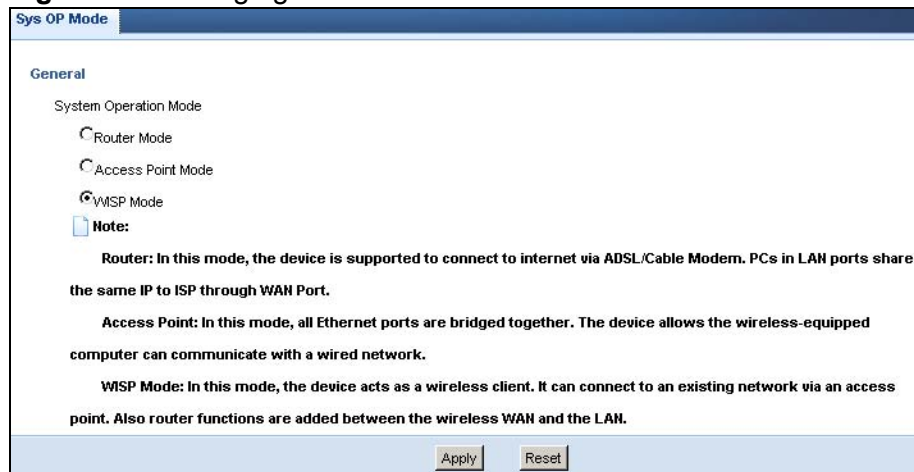 Sys OP Mode
General
System Operation Mode
Router Mode
Access Point Mode
WISP Mode
Note:
Router: In this mode, the device is supported to connect to internet via ADSL/Cable Modem. PCs in LAN ports share
the same IP to ISP through WAN Port.
Access Point: In this mode, all Ethernet ports are bridged together. The device allows the wireless-equipped
computer can communicate with a wired network.
WISP Mode: In this mode, the device acts as a wireless client. It can connect to an existing network via an access
point. Also router functions are added between the wireless WAN and the LAN.
Apply Reset